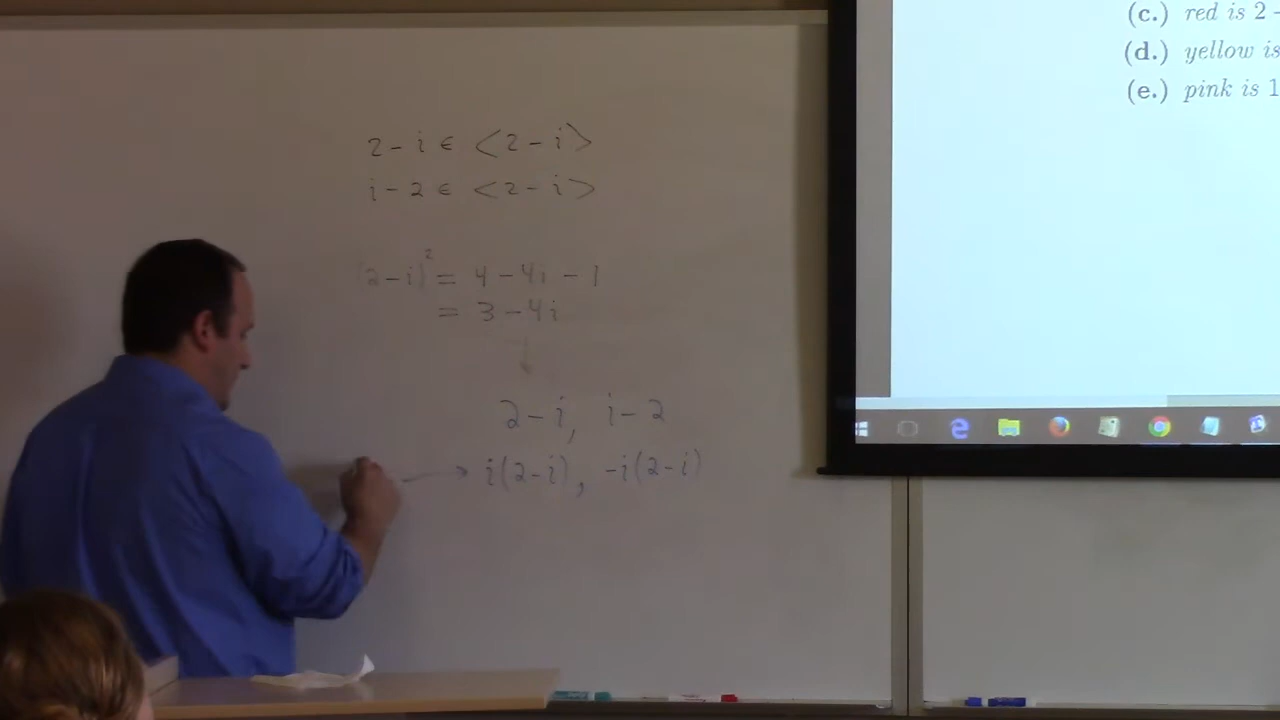 2 - i ∈ <2 - i>
i - 2 ∈ <2 - i>
(2 - i)² = 4 - 4i - 1
= 3 - 4i
↓
2 - i, i - 2
→ i(2 - i), -i(2 - i)
(c.) red is 2 -
(d.) yellow is
(e.) pink is 1